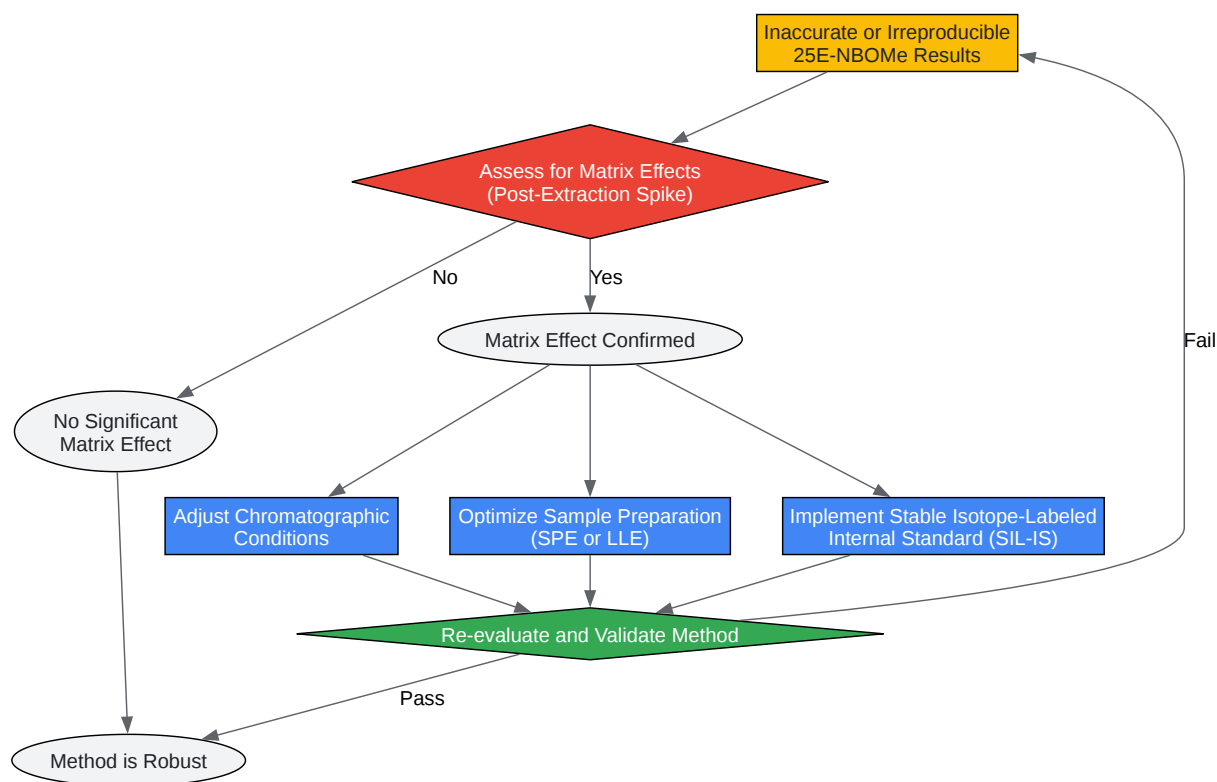 Inaccurate or Irreproducible
25E-NBOMe Results
Assess for Matrix Effects
(Post-Extraction Spike)
No
Yes
Matrix Effect Confirmed
Fail
No Significant
Matrix Effect
Adjust Chromatographic
Conditions
Optimize Sample Preparation
(SPE or LLE)
Implement Stable Isotope-Labeled
Internal Standard (SIL-IS)
Re-evaluate and Validate Method
Pass
Method is Robust